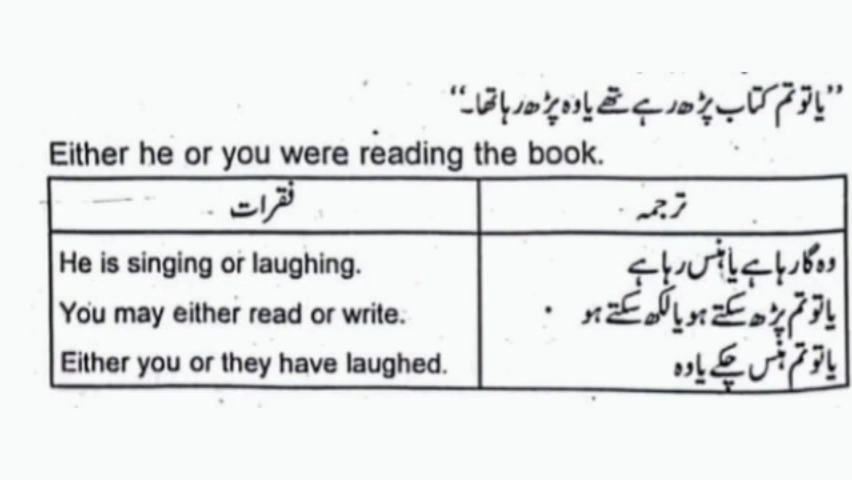 ”یا تو تم کتاب پڑھ رہے تھے یا وہ پڑھ رہا تھا۔“
Either he or you were reading the book.
فقرات ترجمہ
He is singing or laughing. وہ گا رہا ہے یا ہنس رہا ہے
You may either read or write. یا تو تم پڑھ سکتے ہو یا لکھ سکتے ہو
Either you or they have laughed. یا تو تم ہنس چکے یا وہ